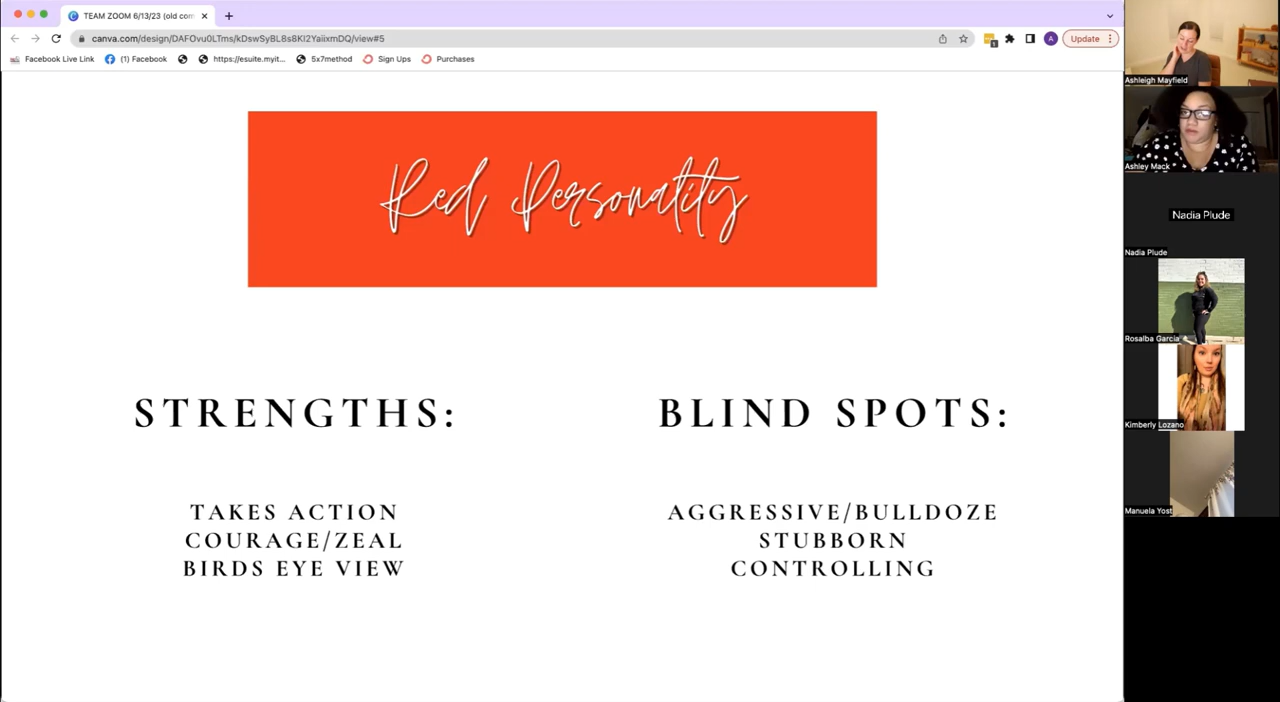 TEAM ZOOM 6/13/23 (old com
canva.com/design/DAFOvu0LTms/kDswSyBL8s8KI2YaiixmDQ/view#5
A
Update
Facebook Live Link
(1) Facebook
https://esuite.myit...
5x7method
Sign Ups
Purchases
Red Personality
STRENGTHS:
TAKES ACTION
COURAGE/ZEAL
BIRDS EYE VIEW
BLIND SPOTS:
AGGRESSIVE/BULLDOZE
STUBBORN
CONTROLLING
Ashleigh Mayfield
Ashley Mack
Nadia Plude
Nadia Plude
Rosalba Garcia
Kimberly Lozano
Manuela Yost